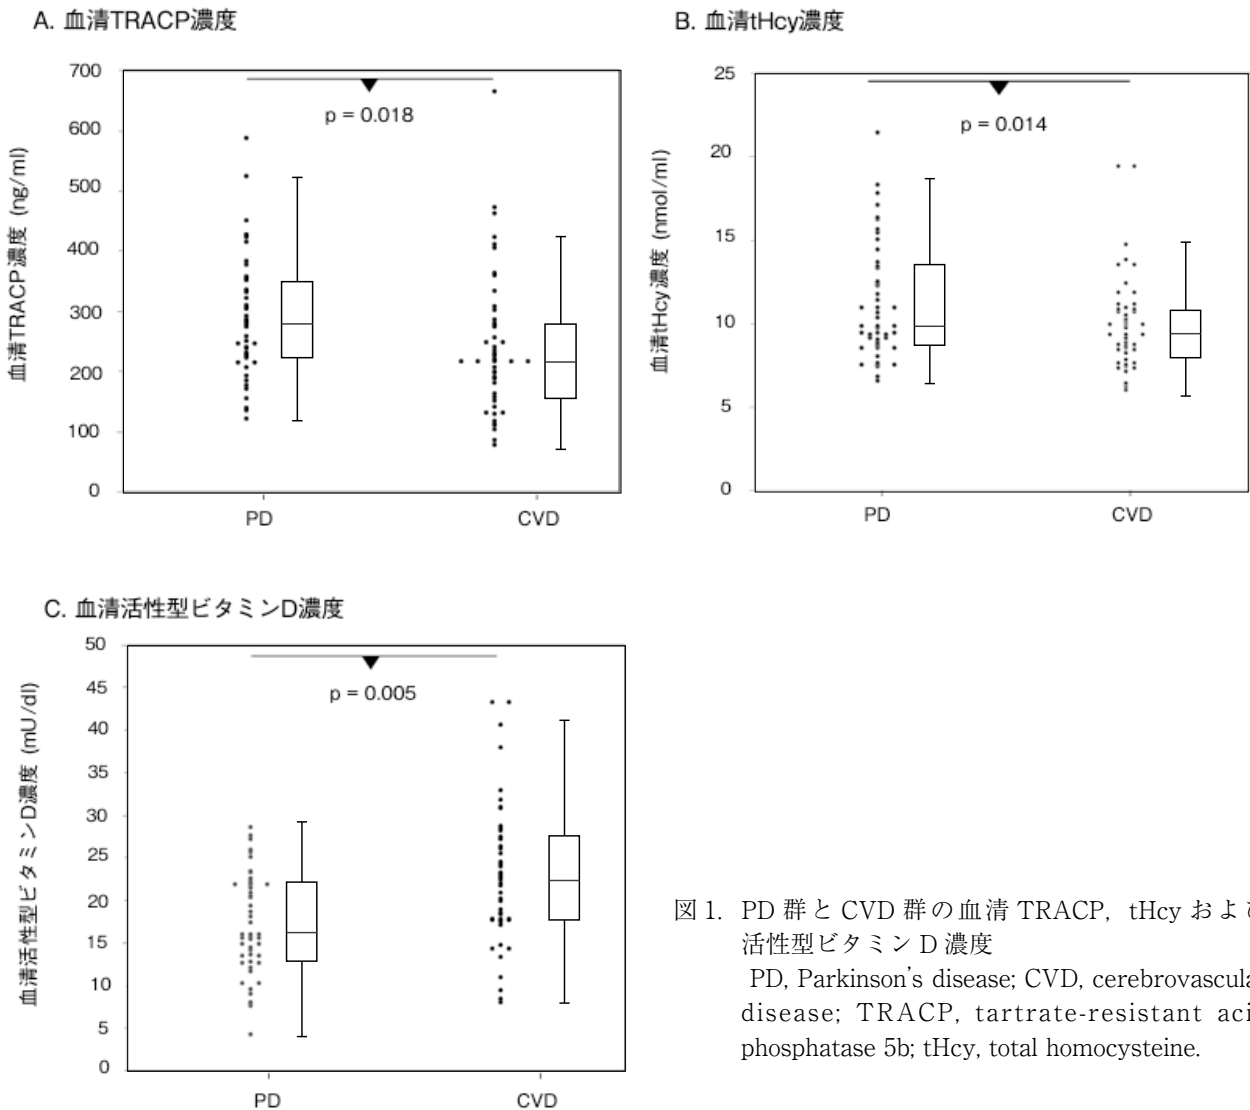 A. 血清TRACP濃度
血清TRACP濃度 (ng/ml)
700
600
500
400
300
200
100
0
p = 0.018
PD
CVD
B. 血清tHcy濃度
血清tHcy濃度 (nmol/ml)
25
20
15
10
5
0
p = 0.014
PD
CVD
C. 血清活性型ビタミンD濃度
血清活性型ビタミンD濃度 (mU/dl)
50
45
40
35
30
25
20
15
10
5
0
p = 0.005
PD
CVD
図 1. PD 群と CVD 群の血清 TRACP, tHcy および
活性型ビタミン D 濃度
PD, Parkinson's disease; CVD, cerebrovascula
disease; TRACP, tartrate-resistant aci
phosphatase 5b; tHcy, total homocysteine.